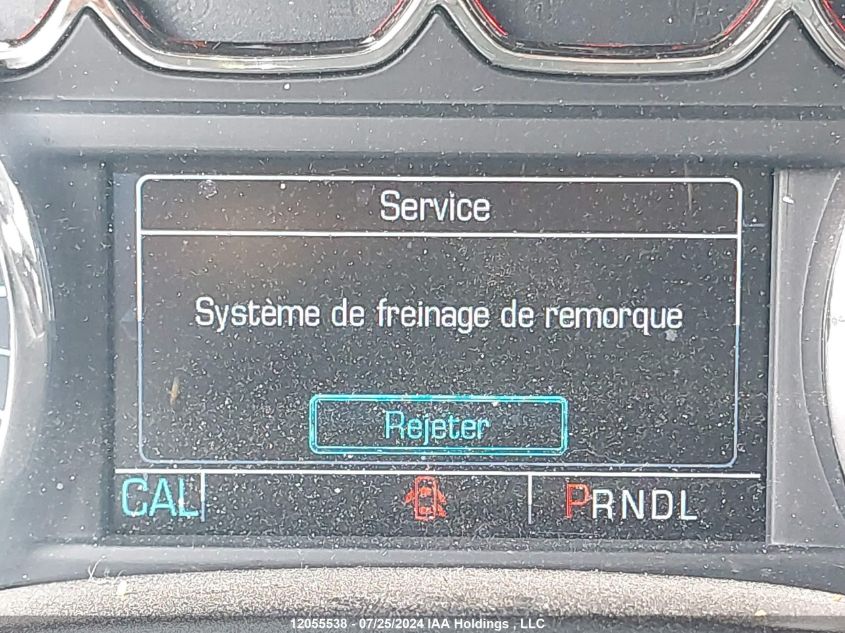 Service
Système de freinage de remorque
Rejeter
CAL
PRNDL
12055538 - 07/25/2024 IAA Holdings , LLC